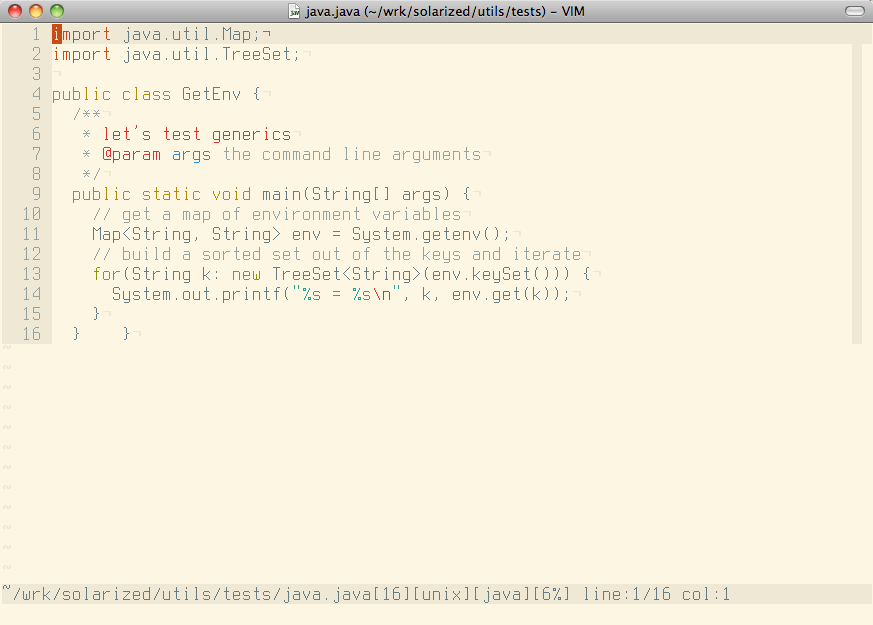 java.java (~/wrk/solarized/utils/tests) – VIM
1 import java.util.Map;¬
2 import java.util.TreeSet;¬
3 ¬
4 public class GetEnv {¬
5   /**¬
6    * let's test generics¬
7    * @param args the command line arguments¬
8    */¬
9   public static void main(String[] args) {¬
10     // get a map of environment variables¬
11     Map<String, String> env = System.getenv();¬
12     // build a sorted set out of the keys and iterate¬
13     for(String k: new TreeSet<String>(env.keySet())) {¬
14       System.out.printf("%s = %s\n", k, env.get(k));¬
15     }¬
16   }    }¬
~
~
~
~
~
~
~
~
~
~
~
~
~/wrk/solarized/utils/tests/java.java[16][unix][java][6%] line:1/16 col:1